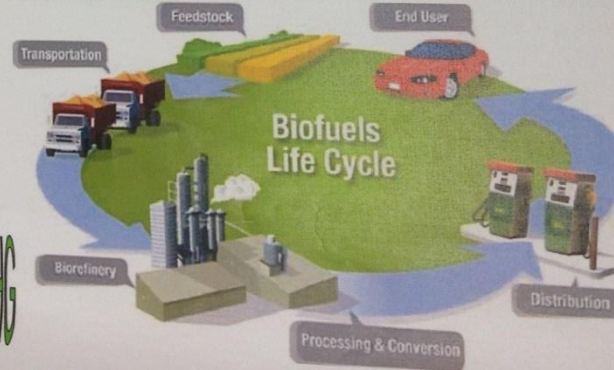 Feedstock
End User
Transportation
Biofuels
Life Cycle
Biorefinery
Distribution
Processing & Conversion